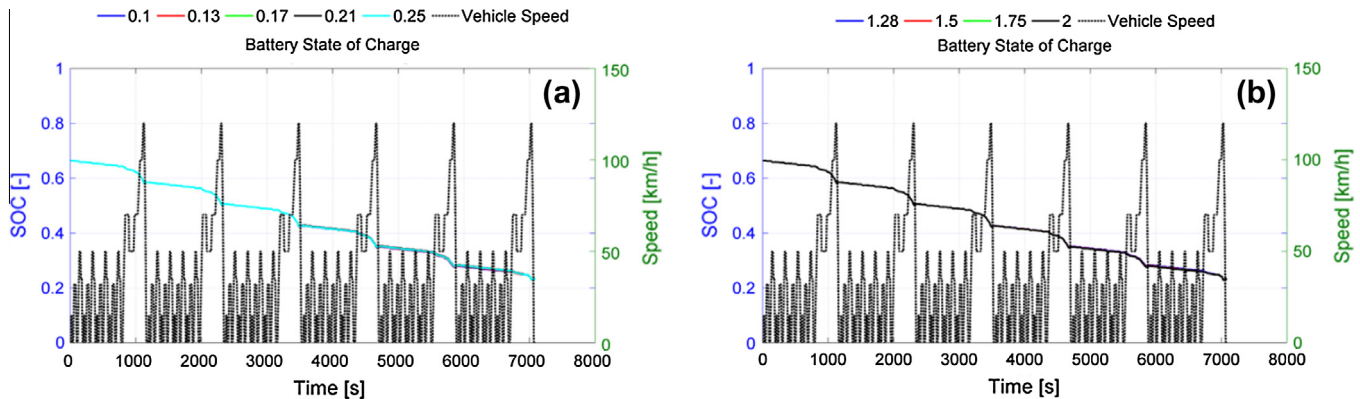 0.1 0.13 0.17 0.21 0.25 Vehicle Speed
Battery State of Charge
(a)
1
0.8
0.6
0.4
0.2
0
SOC [-]
150
100
50
0
Speed [km/h]
0 1000 2000 3000 4000 5000 6000 7000 8000
Time [s]
1.28 1.5 1.75 2 Vehicle Speed
Battery State of Charge
(b)
1
0.8
0.6
0.4
0.2
0
SOC [-]
150
100
50
0
Speed [km/h]
0 1000 2000 3000 4000 5000 6000 7000 8000
Time [s]